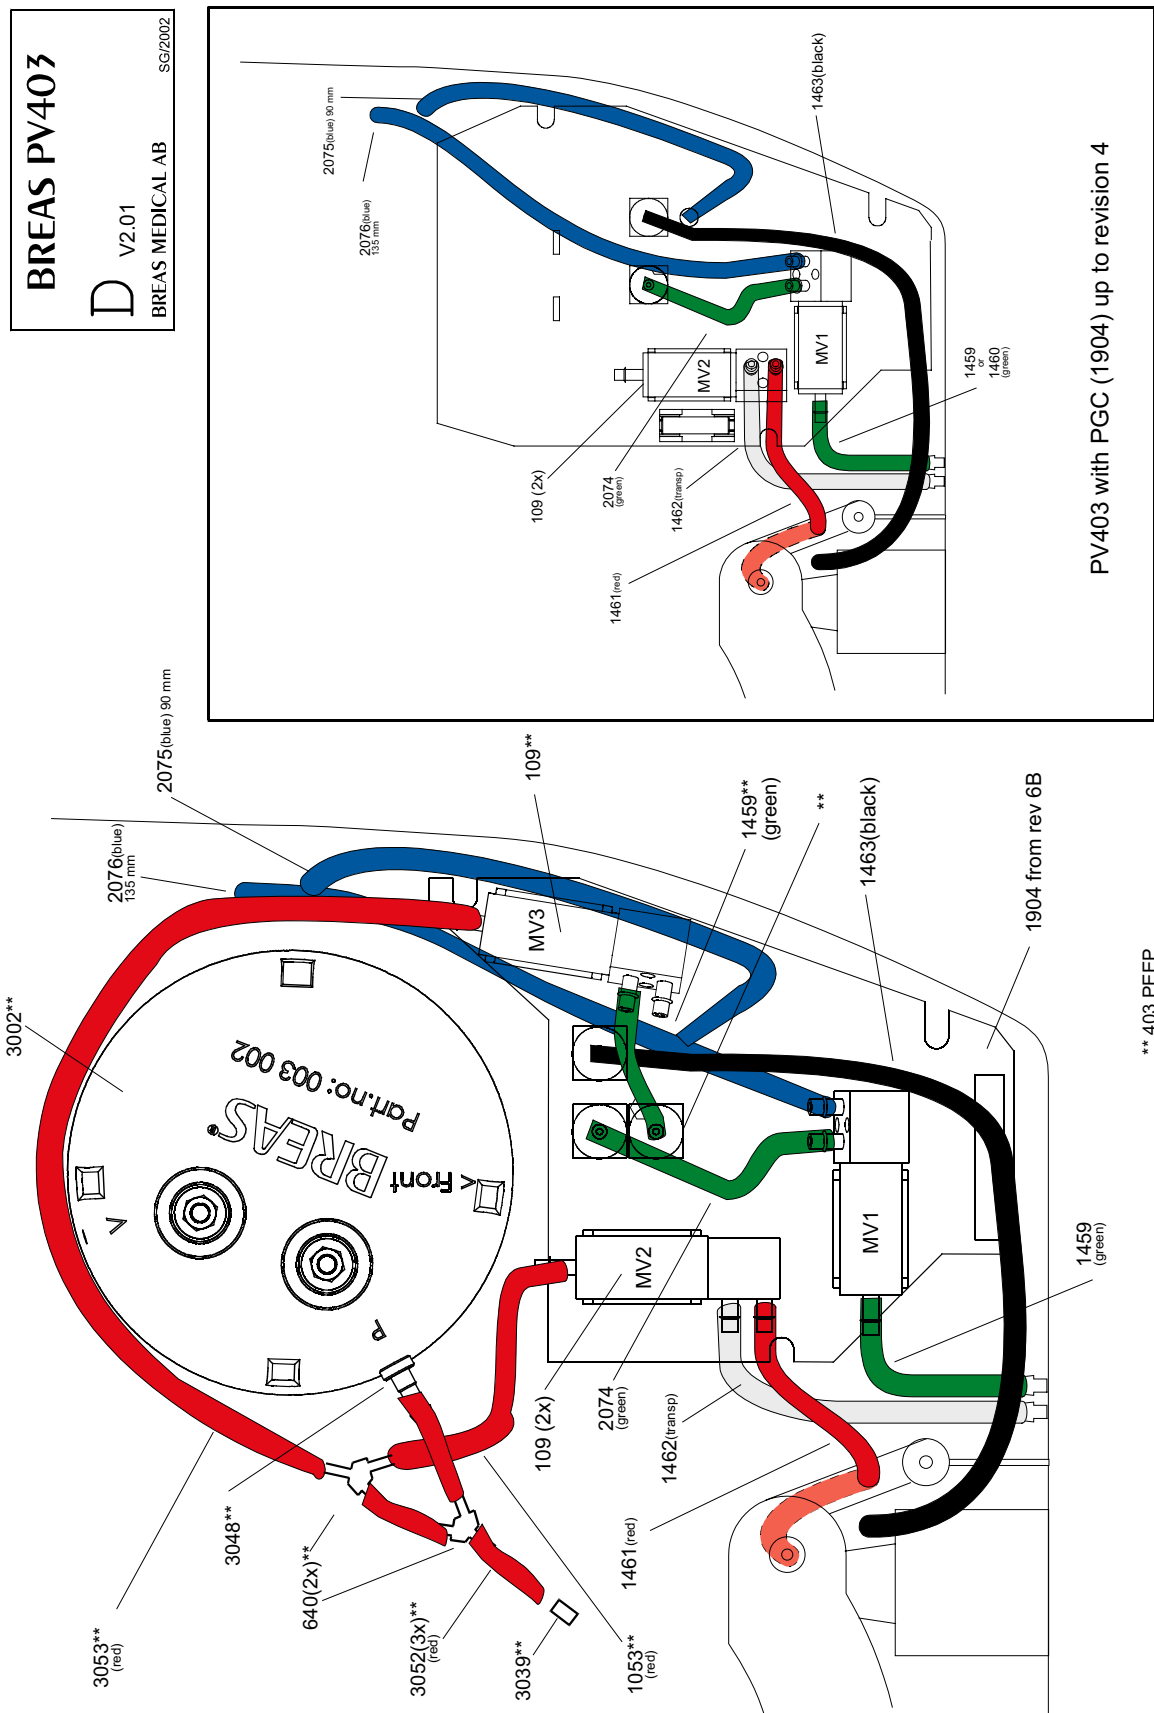 BREAS PV403
D V2.01
BREAS MEDICAL AB
SG/2002
2075(blue) 90 mm
2076(blue)
135 mm
1463(black)
MV2
MV1
109 (2x)
2074
(green)
1462(transp)
1461(red)
1459
or
1460
(green)
PV403 with PGC (1904) up to revision 4
2075(blue) 90 mm
2076(blue)
135 mm
109**
1459**
(green)
**
1463(black)
1904 from rev 6B
3002**
MV3
Part.no: 003 002
BREAS®
Front
<
<
I
P
MV2
MV1
1459
(green)
109 (2x)
2074
(green)
1462(transp)
1461(red)
3048**
640(2x)**
3053**
(red)
3052(3x)**
(red)
3039**
1053**
(red)
** 403 PEEP